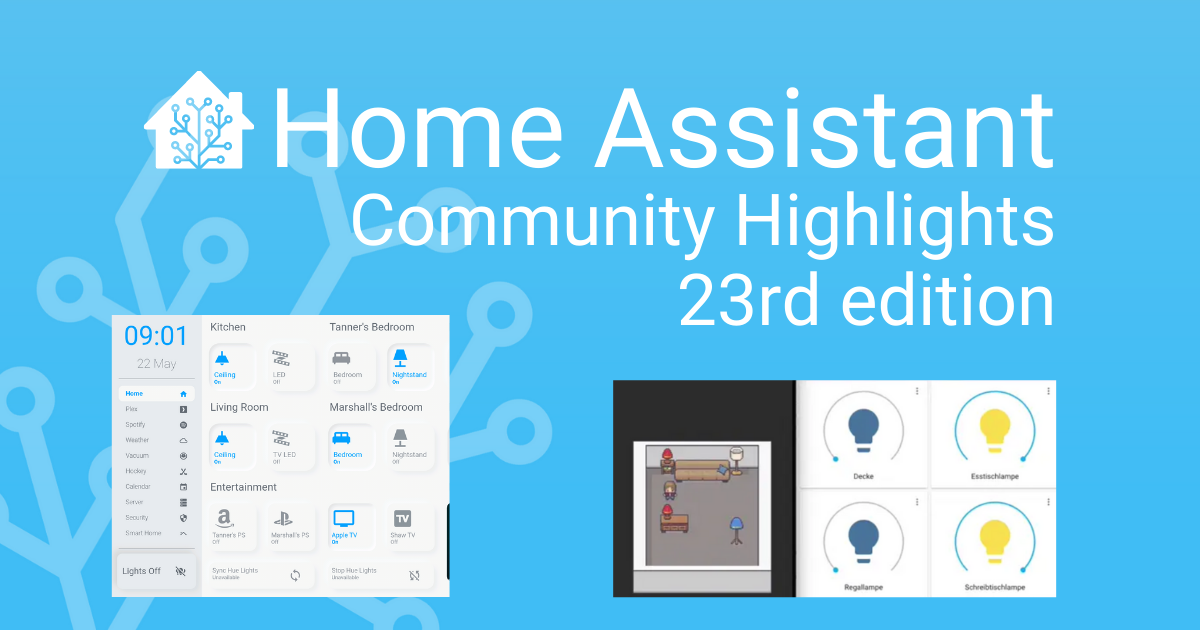 Home Assistant
Community Highlights
23rd edition
09:01
22 May
Home
Plex
Spotify
Weather
Vacuum
Hockey
Calendar
Server
Security
Smart Home
Lights Off
Kitchen
Tanner's Bedroom
Ceiling
On
LED
Off
Bedroom
Off
Nightstand
On
Living Room
Marshall's Bedroom
Ceiling
On
TV LED
Off
Bedroom
On
Nightstand
Off
Entertainment
a
Tanner's PS
Off
Marshall's PS
Off
Apple TV
On
TV
Shaw TV
Off
Sync Hue Lights
Unavailable
Stop Hue Lights
Unavailable
Decke
Esstischlampe
Regallampe
Schreibtischlampe